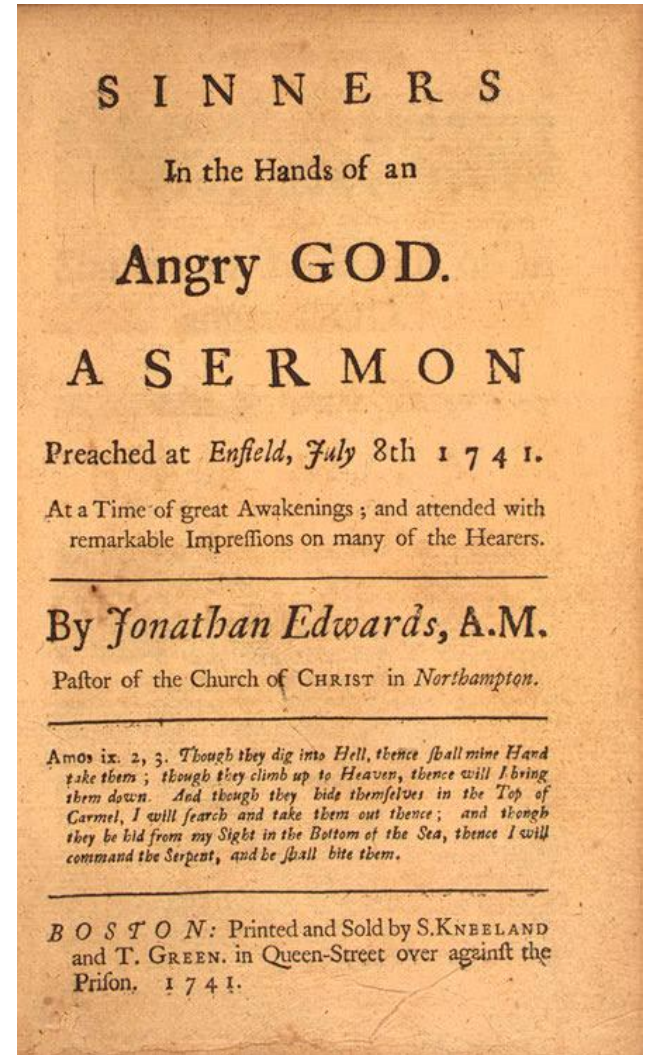 SINNERS
In the Hands of an
Angry GOD.
A SERMON
Preached at Enfield, July 8th 1741.
At a Time of great Awakenings ; and attended with
remarkable Impreſſions on many of the Hearers.
By Jonathan Edwards, A.M.
Paſtor of the Church of CHRIST in Northampton.
Amos ix. 2, 3. Though they dig into Hell, thence ſhall mine Hand
take them ; though they climb up to Heaven, thence will I bring
them down. And though they hide themſelves in the Top of
Carmel, I will ſearch and take them out thence ; and though
they be hid from my Sight in the Bottom of the Sea, thence I will
command the Serpent, and he ſhall bite them.
BOSTON: Printed and Sold by S.KNEELAND
and T. GREEN. in Queen-Street over againſt the
Priſon. 1741.